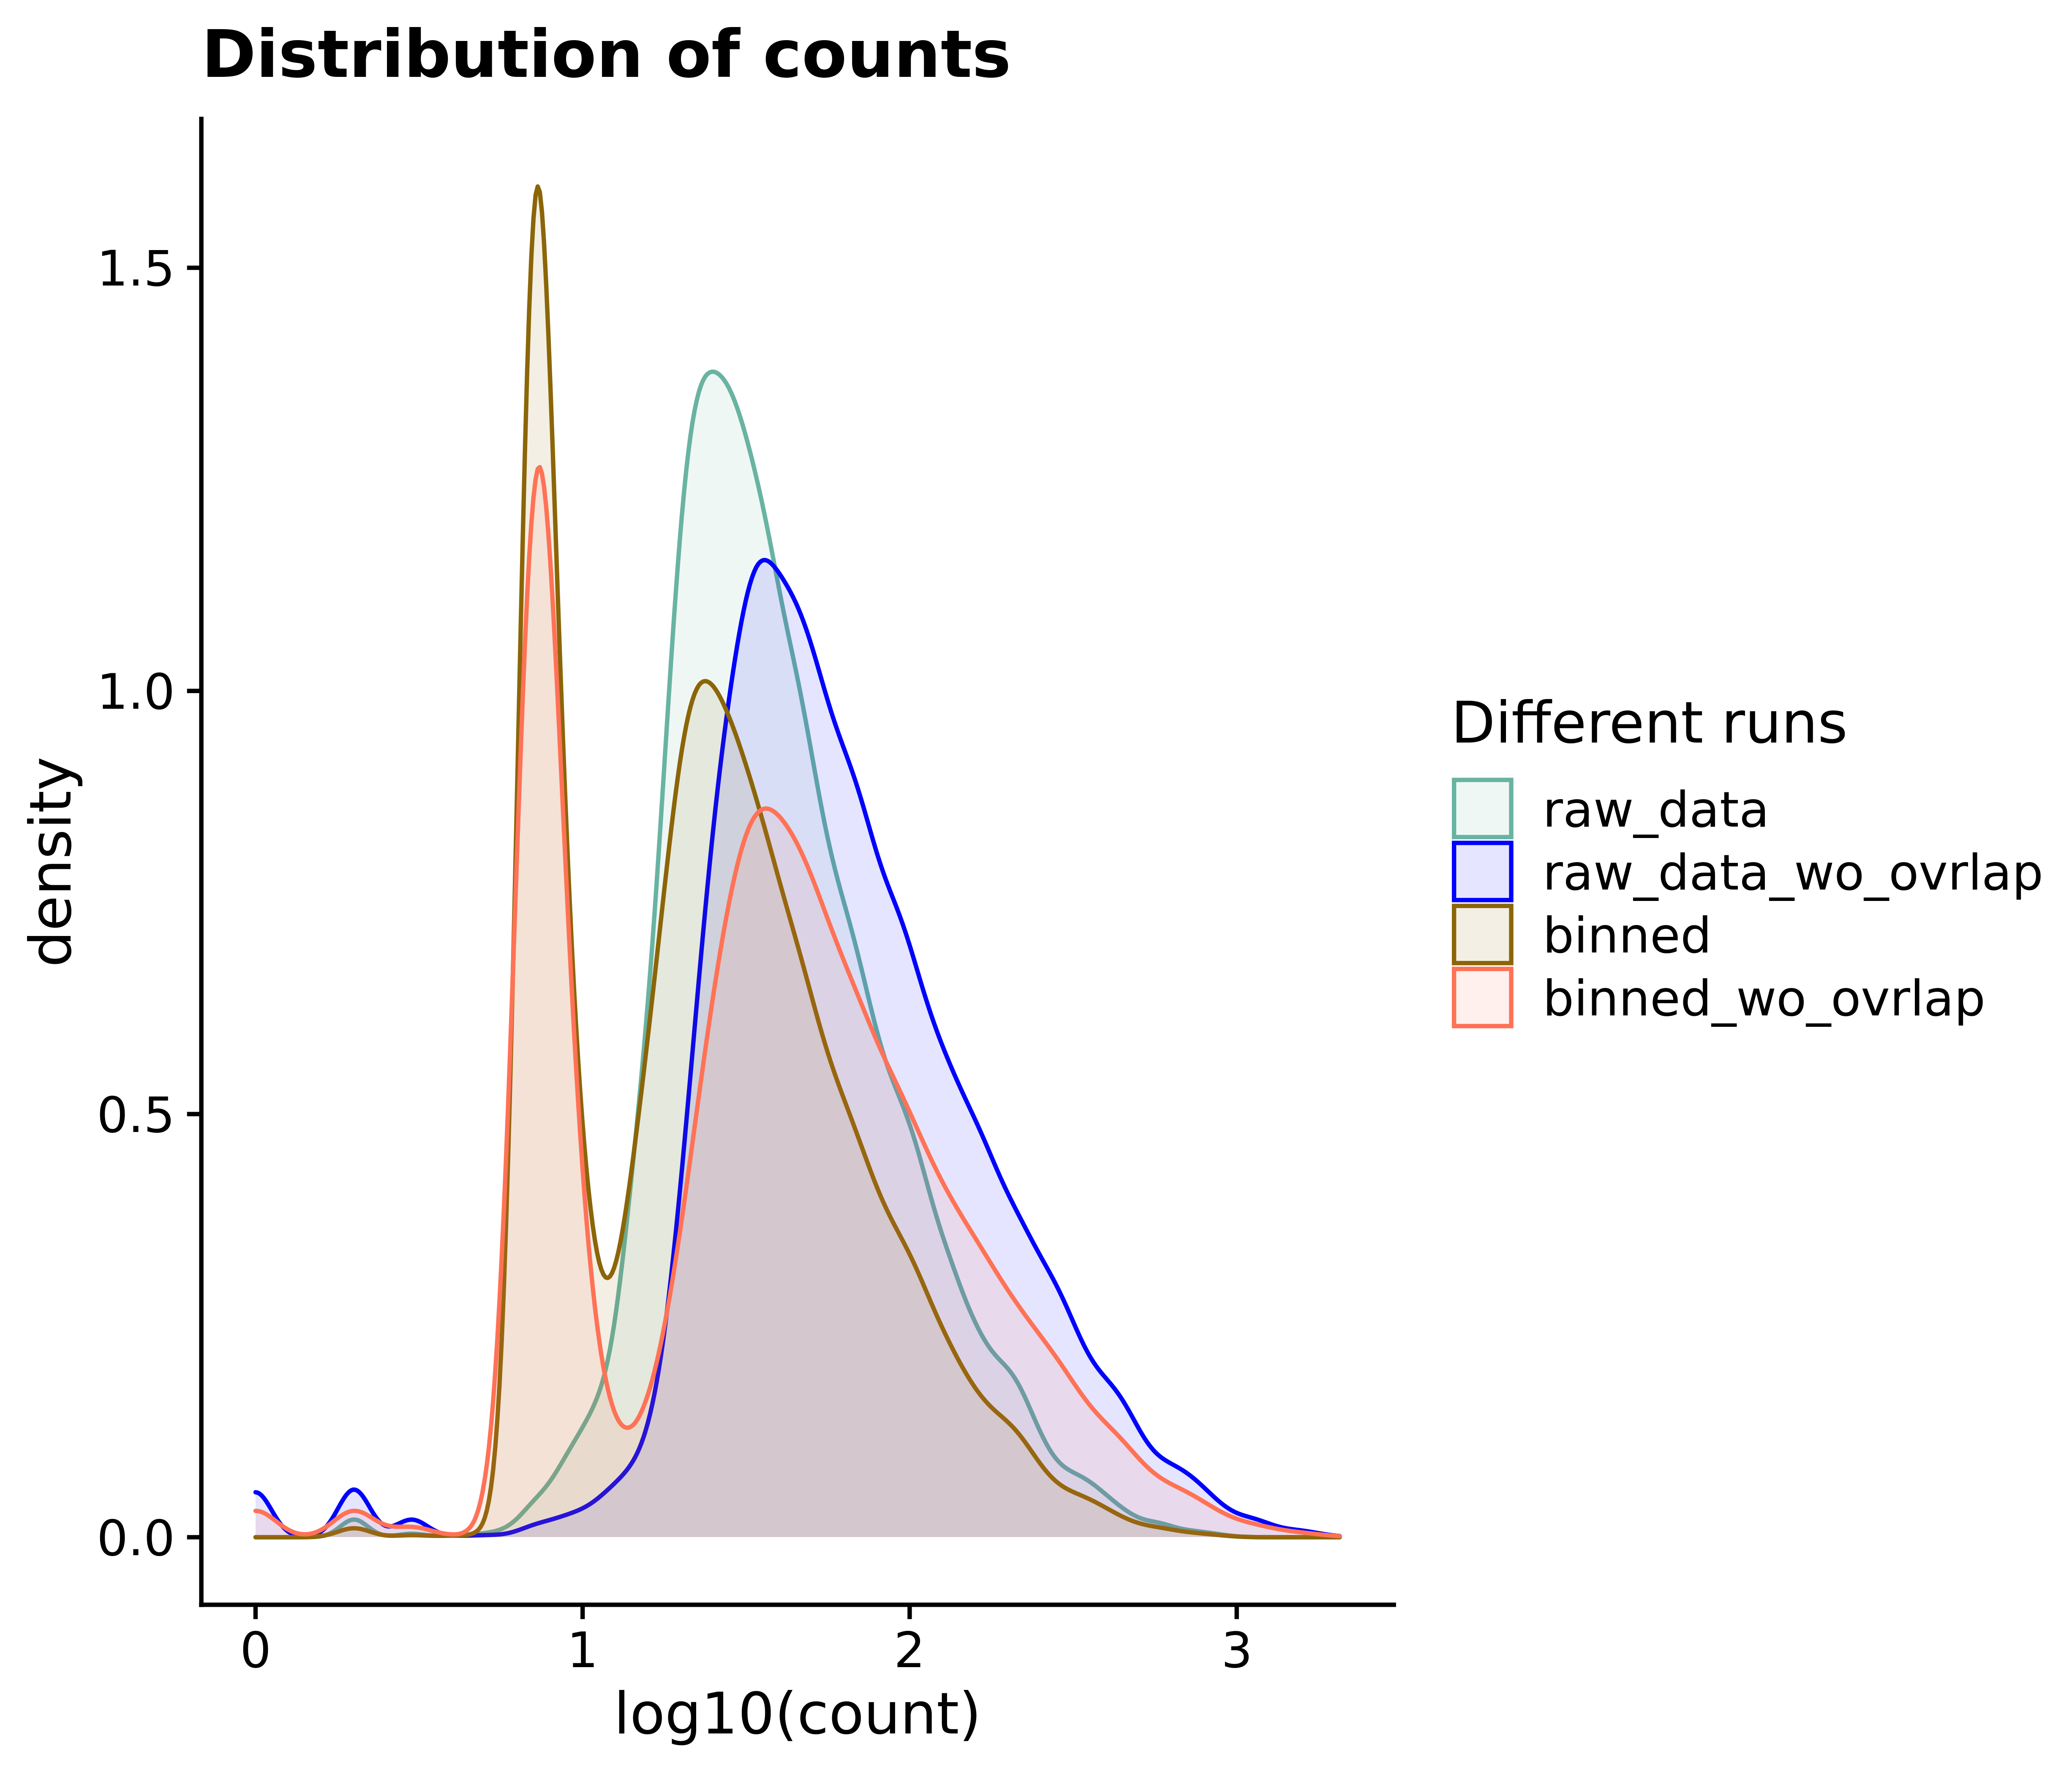 Distribution of counts
1.5
1.0
0.5
0.0
density
0 1 2 3
log10(count)
Different runs
raw_data
raw_data_wo_ovrlap
binned
binned_wo_ovrlap